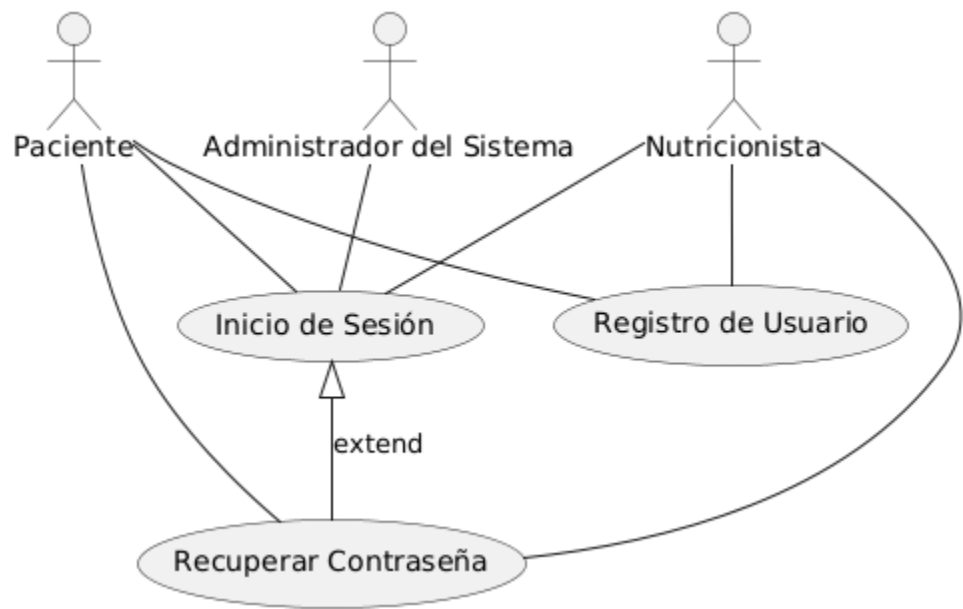 Paciente
Administrador del Sistema
Nutricionista
Inicio de Sesión
Registro de Usuario
extend
Recuperar Contraseña